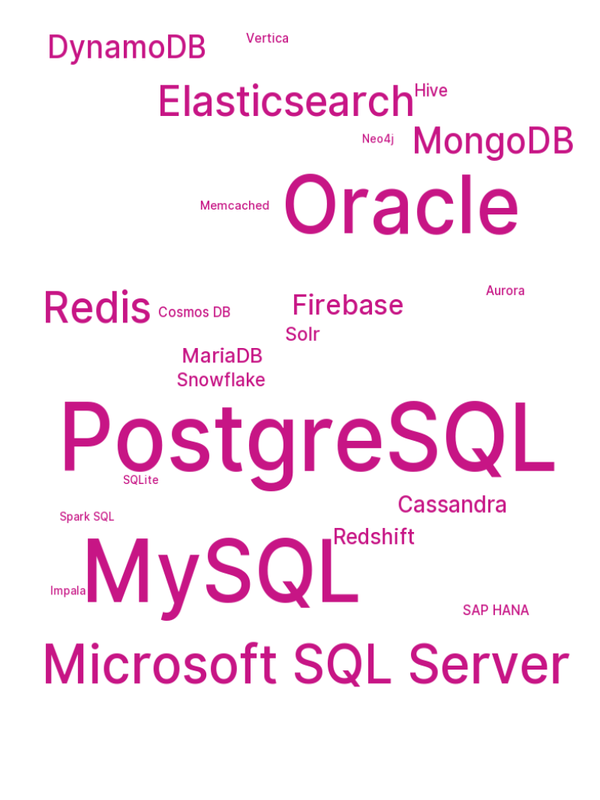 DynamoDB
Vertica
Elasticsearch
Hive
Neo4j
MongoDB
Memcached
Oracle
Aurora
Redis
Cosmos DB
Firebase
Solr
MariaDB
Snowflake
PostgreSQL
SQLite
Cassandra
Spark SQL
Redshift
MySQL
Impala
SAP HANA
Microsoft SQL Server